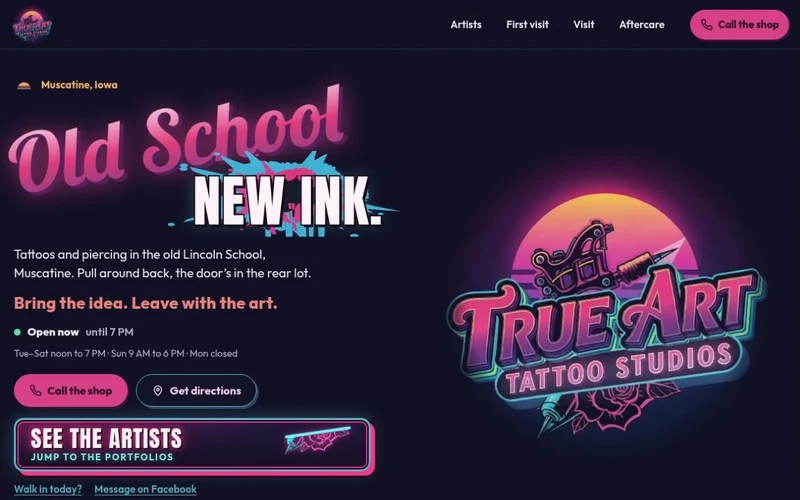 TRUE ART
TATTOO STUDIOS
Artists
First visit
Visit
Aftercare
Call the shop
Muscatine, Iowa
Old School
NEW INK.
Tattoos and piercing in the old Lincoln School,
Muscatine. Pull around back, the door's in the rear lot.
Bring the idea. Leave with the art.
Open now until 7 PM
Tue–Sat noon to 7 PM · Sun 9 AM to 6 PM · Mon closed
Call the shop
Get directions
SEE THE ARTISTS
JUMP TO THE PORTFOLIOS
Walk in today?
Message on Facebook
TRUE ART
TATTOO STUDIOS